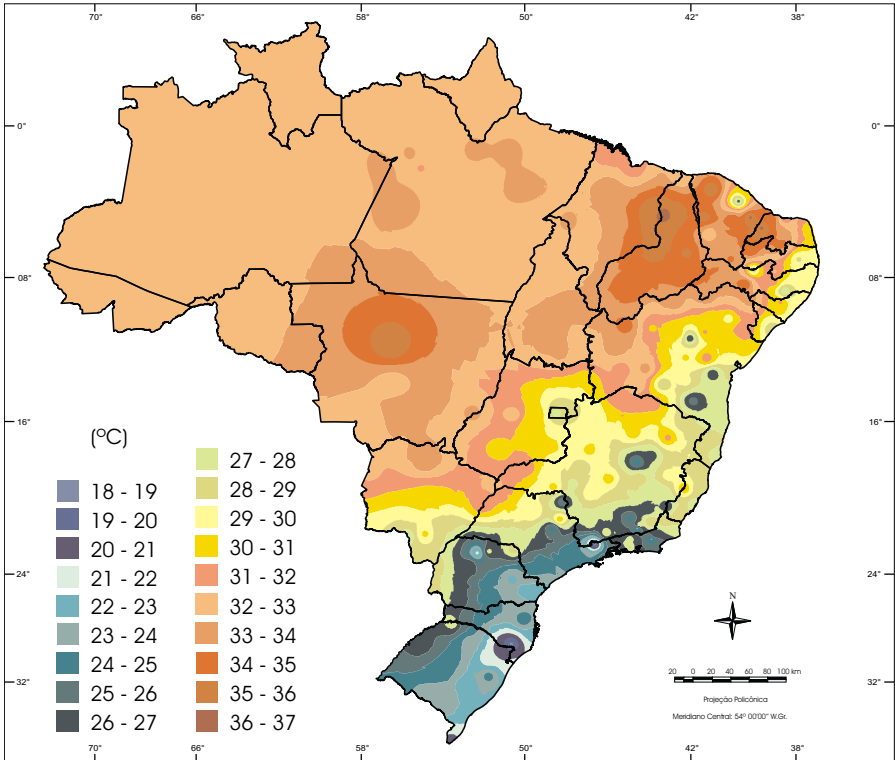 70° 66° 58° 50° 42° 38°
0° 0°
08° 08°
16° 16°
24° 24°
32° 32°
(°C)
18 - 19
19 - 20
20 - 21
21 - 22
22 - 23
23 - 24
24 - 25
25 - 26
26 - 27
27 - 28
28 - 29
29 - 30
30 - 31
31 - 32
32 - 33
33 - 34
34 - 35
35 - 36
36 - 37
N
20 0 20 40 60 80 100 km
Projeção Policônica
Meridiano Central: 54° 00'00" W.Gr.
70° 66° 58° 50° 42° 38°